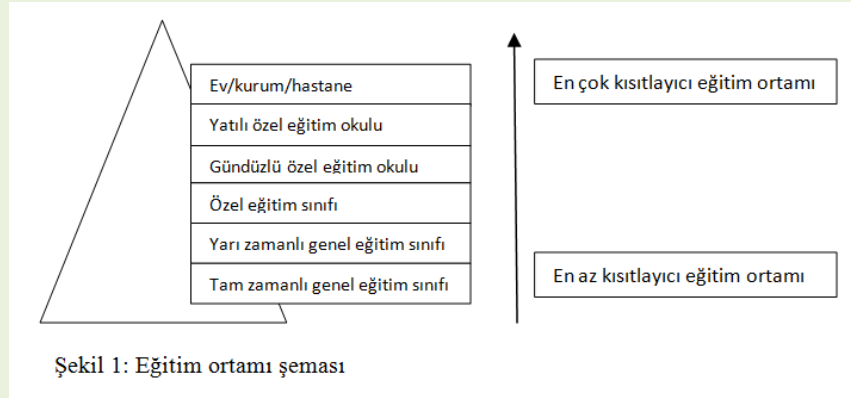 Ev/kurum/hastane
Yatılı özel eğitim okulu
Gündüzlü özel eğitim okulu
Özel eğitim sınıfı
Yarı zamanlı genel eğitim sınıfı
Tam zamanlı genel eğitim sınıfı
En çok kısıtlayıcı eğitim ortamı
En az kısıtlayıcı eğitim ortamı
Şekil 1: Eğitim ortamı şeması